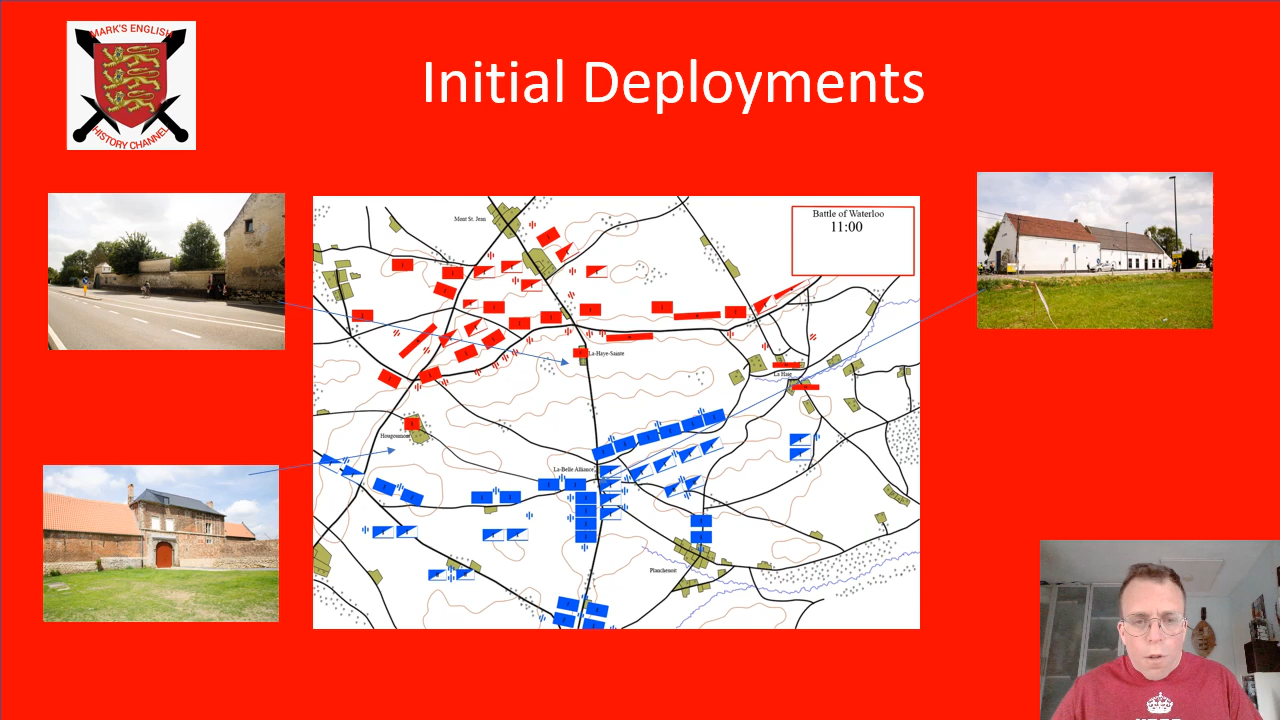 MARK'S ENGLISH
HISTORY CHANNEL
Initial Deployments
Battle of Waterloo
11:00
Mont St. Jean
La-Haye-Sainte
La Haie
Hougoumont
La-Belle Alliance
Planchenoit